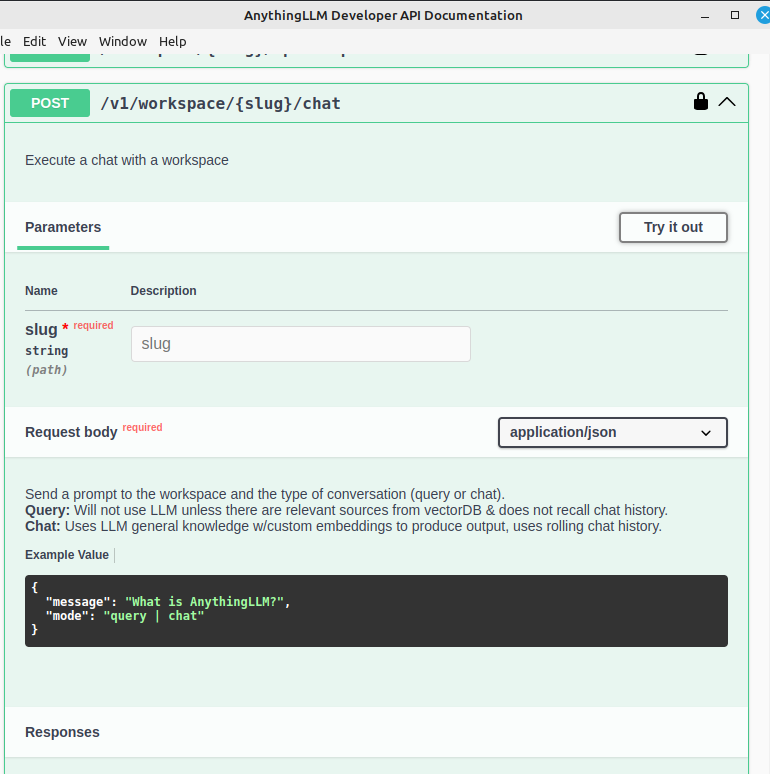 AnythingLLM Developer API Documentation
le Edit View Window Help
POST /v1/workspace/{slug}/chat
Execute a chat with a workspace
Parameters
Try it out
Name Description
slug * required
string
(path)
slug
Request body required
application/json
Send a prompt to the workspace and the type of conversation (query or chat).
Query: Will not use LLM unless there are relevant sources from vectorDB & does not recall chat history.
Chat: Uses LLM general knowledge w/custom embeddings to produce output, uses rolling chat history.
Example Value
{
"message": "What is AnythingLLM?",
"mode": "query | chat"
}
Responses